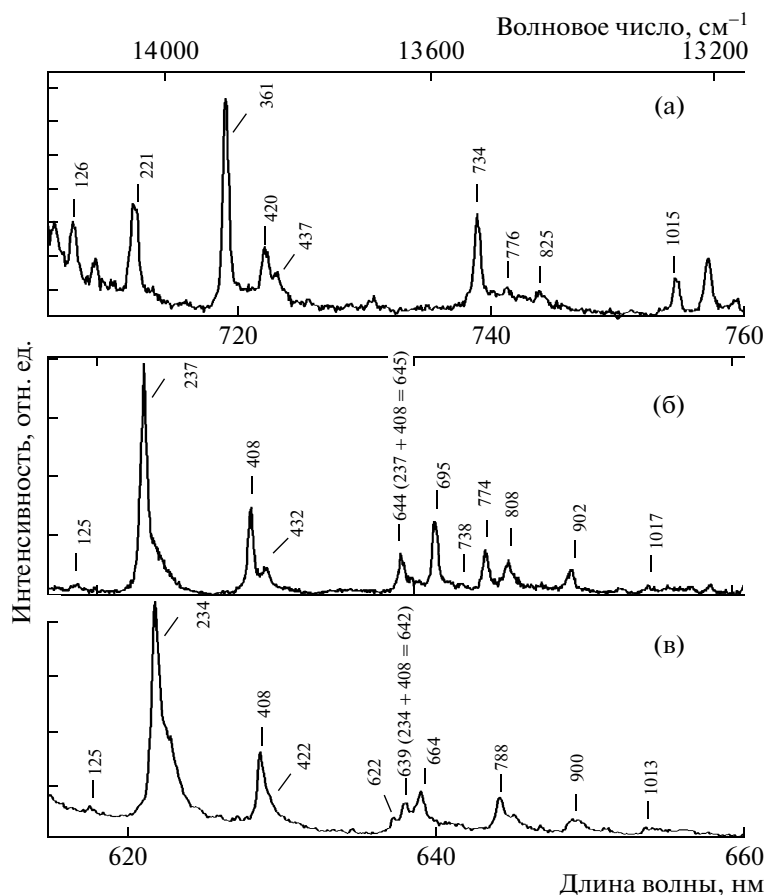 Волновое число, см⁻¹
14000 13600 13200
(а)
126
221
361
420
437
734
776
825
1015
720 740 760
Интенсивность, отн. ед.
(б)
125
237
408
432
644 (237 + 408 = 645)
695
738
774
808
902
1017
(в)
125
234
408
422
622
639 (234 + 408 = 642)
664
788
900
1013
620 640 660
Длина волны, нм